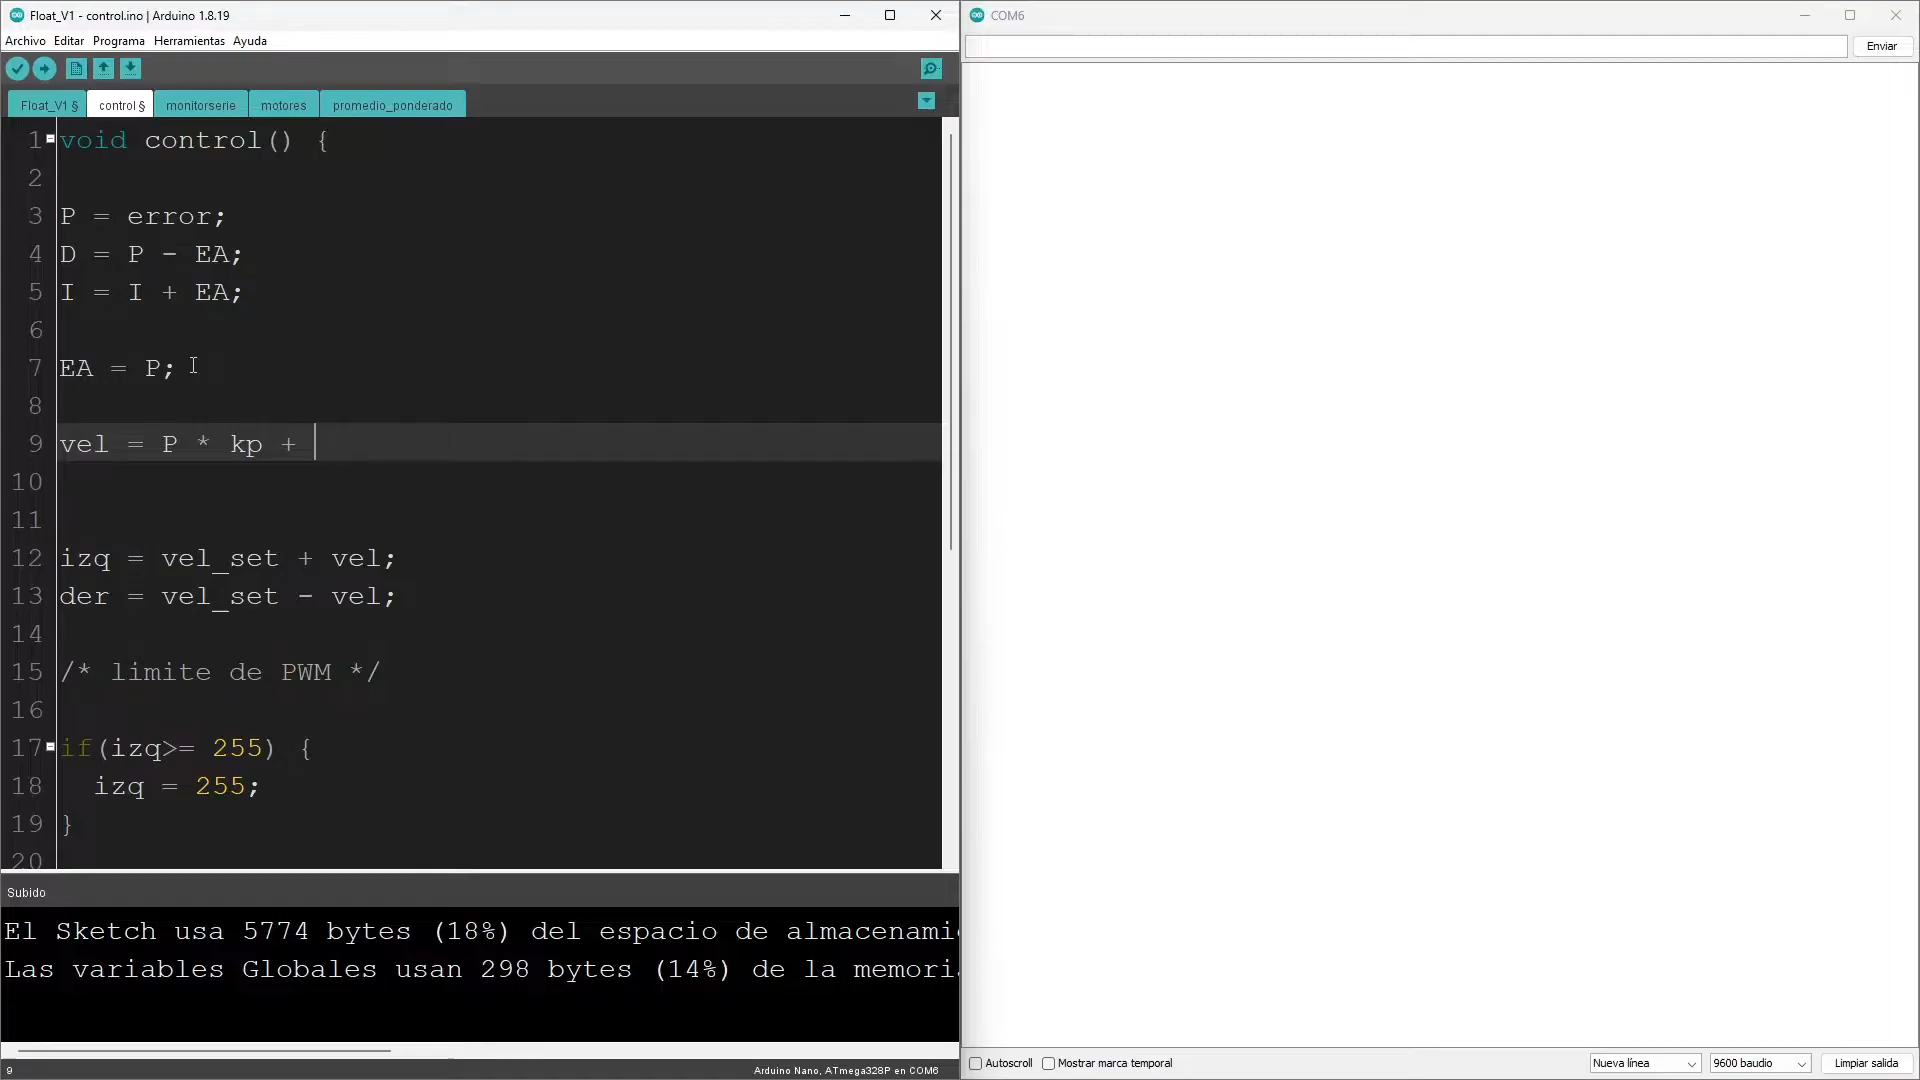 Float_V1 - control.ino | Arduino 1.8.19
Archivo Editar Programa Herramientas Ayuda
Float_V1 § control § monitorserie motores promedio_ponderado
1 void control() {
2
3 P = error;
4 D = P - EA;
5 I = I + EA;
6
7 EA = P;
8
9 vel = P * kp +
10
11
12 izq = vel_set + vel;
13 der = vel_set - vel;
14
15 /* limite de PWM */
16
17 if(izq>= 255) {
18 izq = 255;
19 }
20
Subido
El Sketch usa 5774 bytes (18%) del espacio de almacenami
Las variables Globales usan 298 bytes (14%) de la memori
9 Arduino Nano, ATmega328P en COM6
COM6
Enviar
Autoscroll Mostrar marca temporal Nueva línea 9600 baudio Limpiar salida